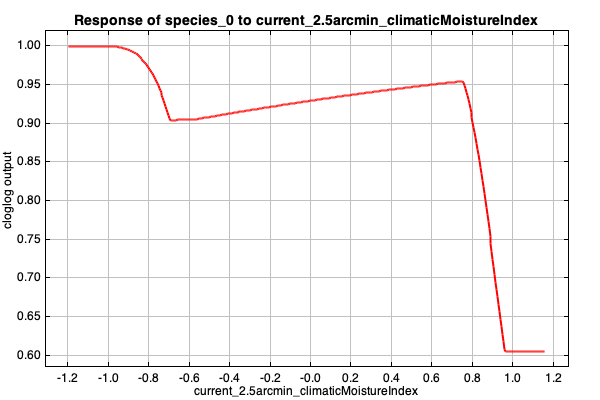 Response of species_0 to current_2.5arcmin_climaticMoistureIndex
1.00
0.95
0.90
0.85
0.80
0.75
0.70
0.65
0.60
cloglog output
-1.2 -1.0 -0.8 -0.6 -0.4 -0.2 -0.0 0.2 0.4 0.6 0.8 1.0 1.2
current_2.5arcmin_climaticMoistureIndex